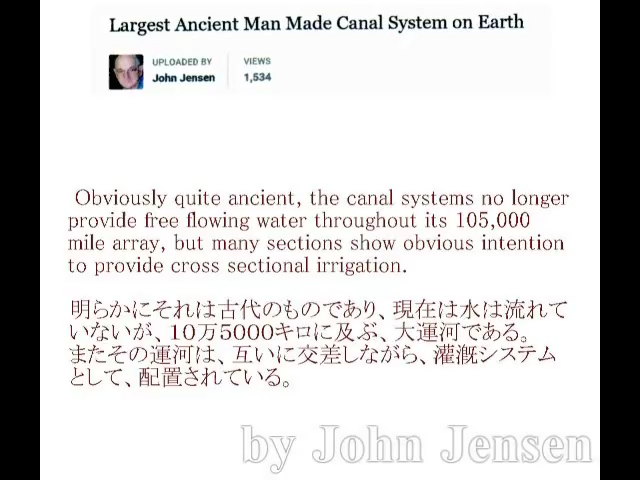 Largest Ancient Man Made Canal System on Earth
UPLOADED BY
John Jensen
VIEWS
1,534
Obviously quite ancient, the canal systems no longer
provide free flowing water throughout its 105,000
mile array, but many sections show obvious intention
to provide cross sectional irrigation.
明らかにそれは古代のものであり、現在は水は流れて
いないが、10万5000キロに及ぶ、大運河である。
またその運河は、互いに交差しながら、灌漑システム
として、配置されている。
by John Jensen